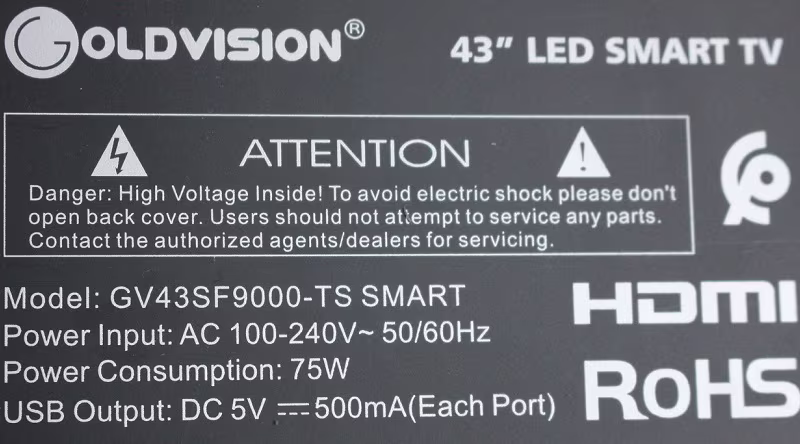 GOLDVISION®
43" LED SMART TV
ATTENTION
Danger: High Voltage Inside! To avoid electric shock please don't
open back cover. Users should not attempt to service any parts.
Contact the authorized agents/dealers for servicing.
Model: GV43SF9000-TS SMART
Power Input: AC 100-240V~ 50/60Hz
Power Consumption: 75W
USB Output: DC 5V ⎓500mA(Each Port)
HDMI
RoHS